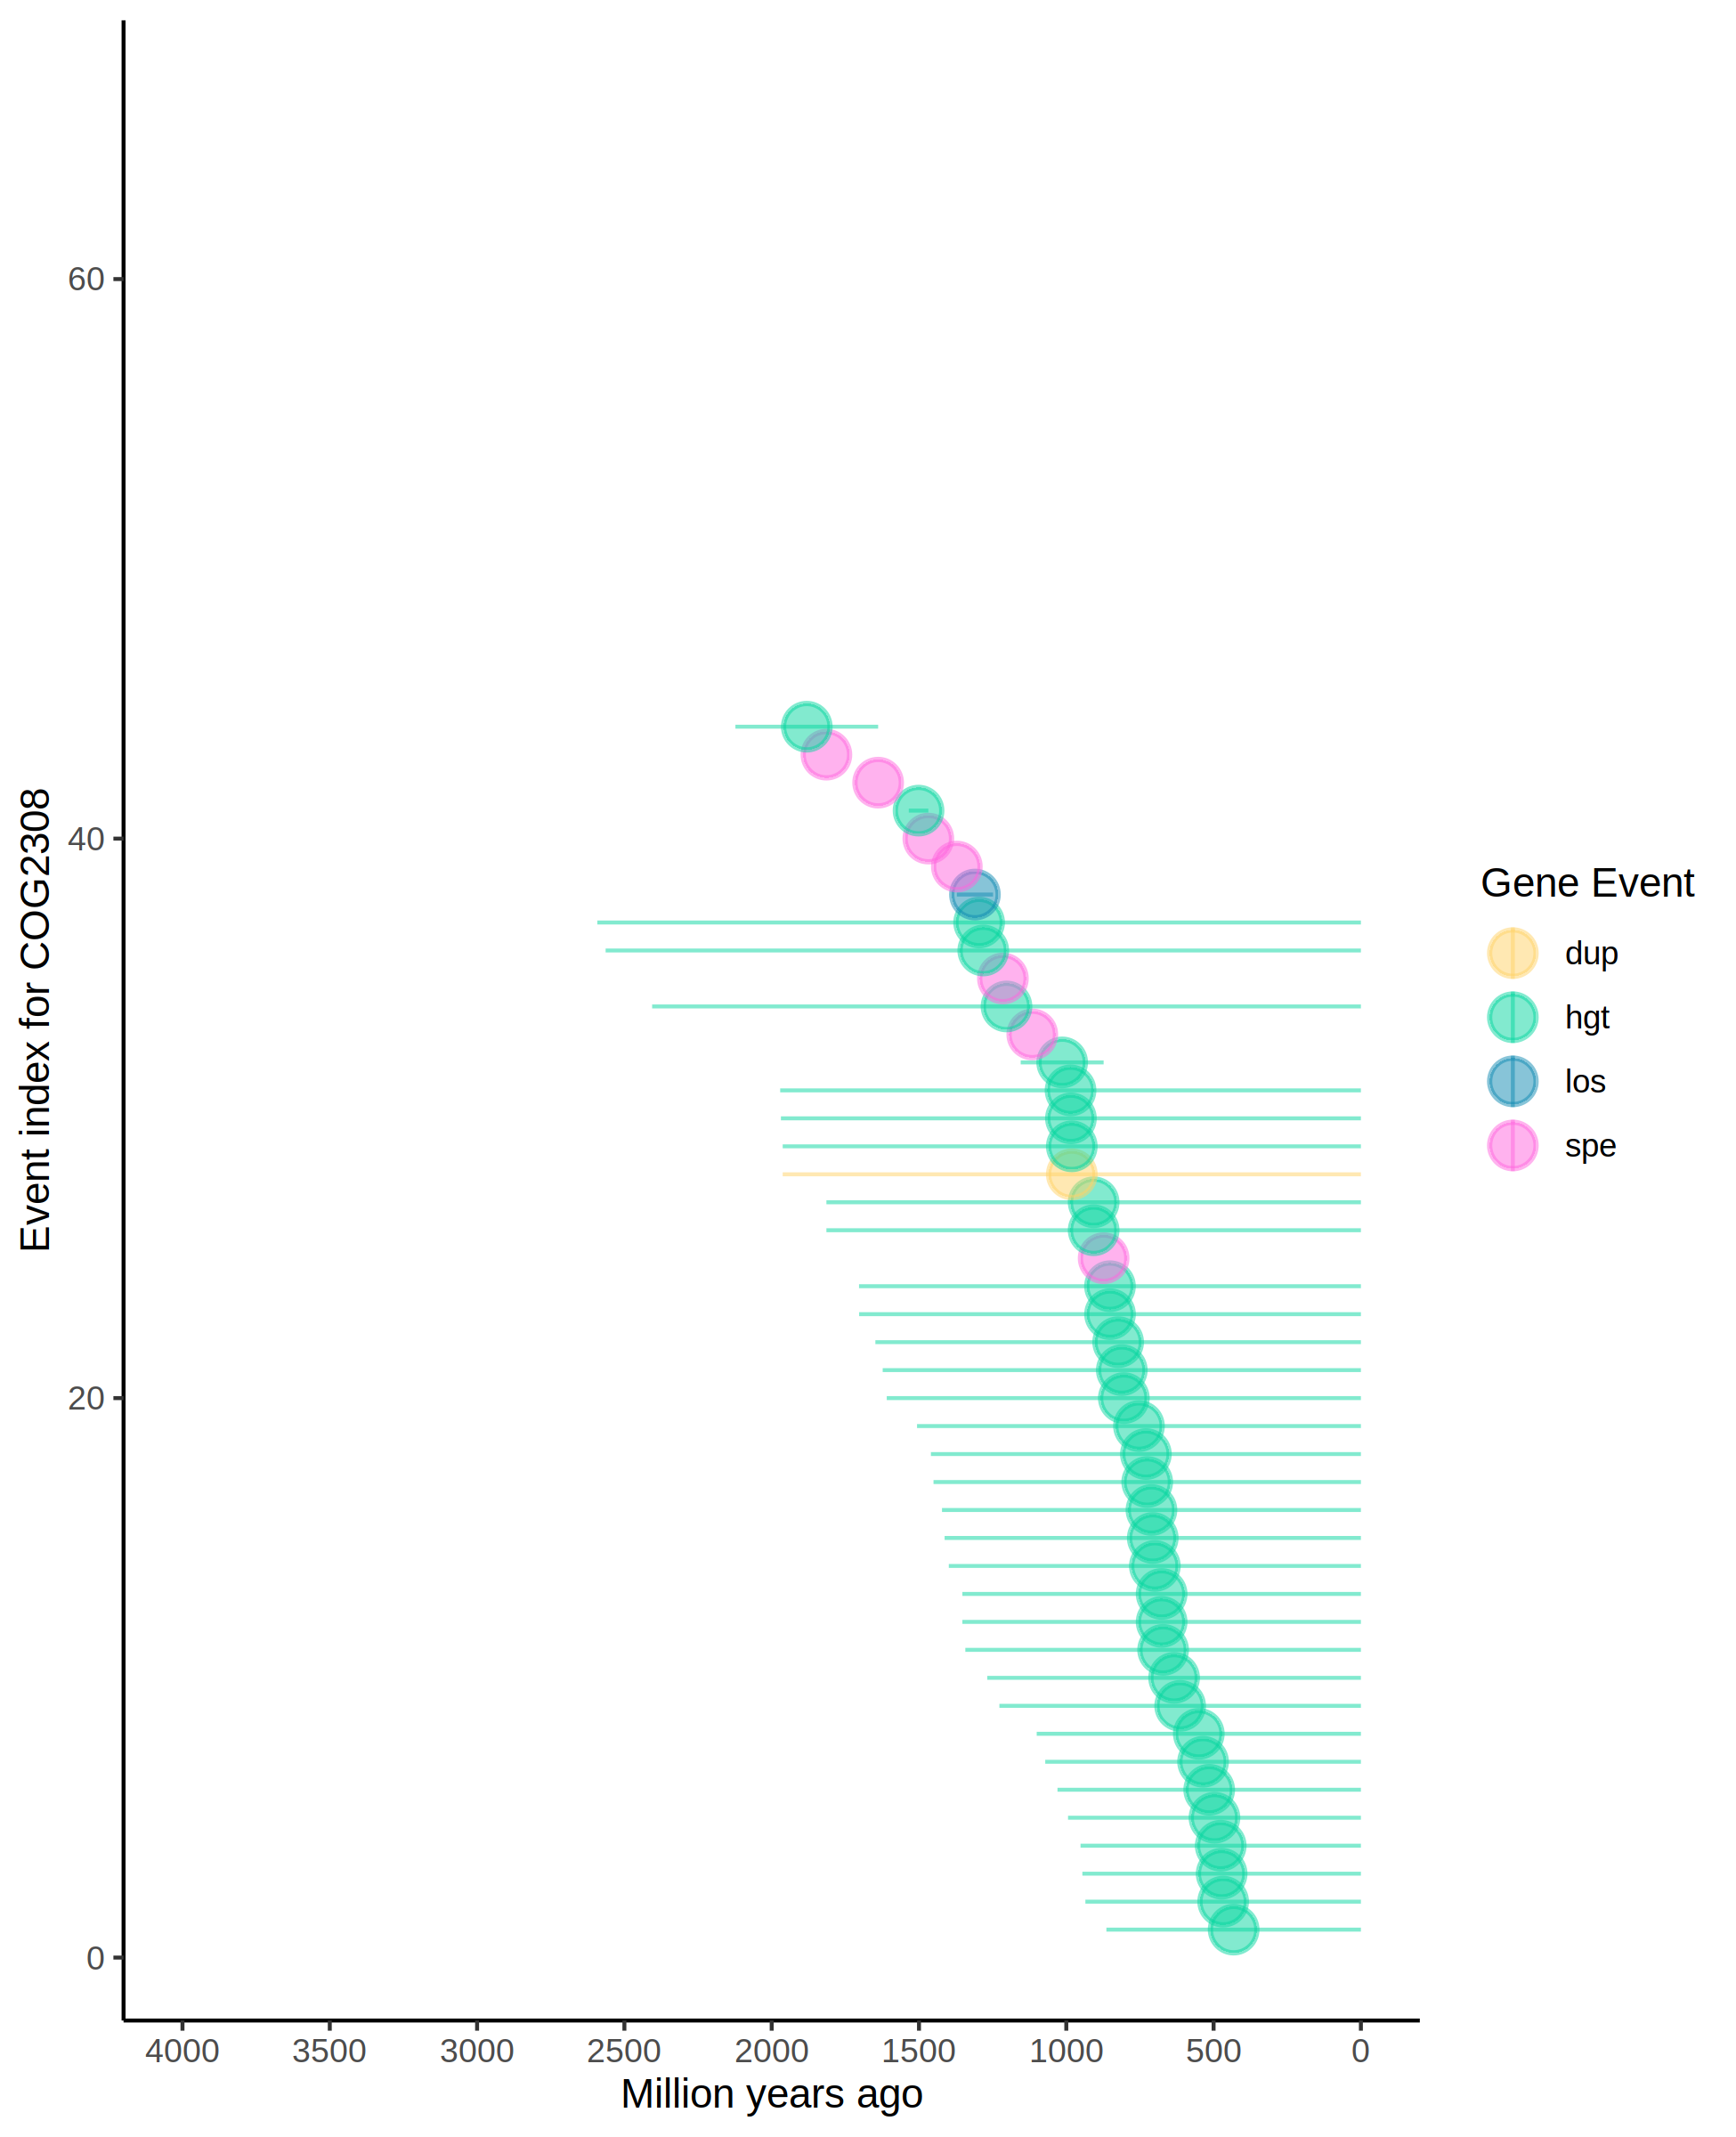 Event index for COG2308
60
40
20
0
4000 3500 3000 2500 2000 1500 1000 500 0
Million years ago
Gene Event
dup
hgt
los
spe